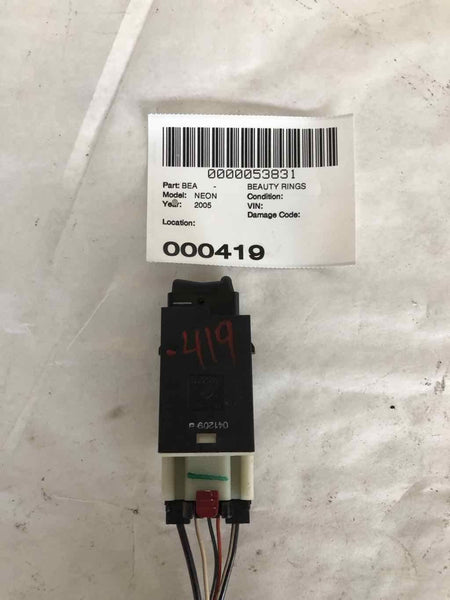 0000053831
Part: BEA - BEAUTY RINGS
Model: NEON Condition:
Year: 2005 VIN:
Damage Code:
Location:
000419
-419
041209